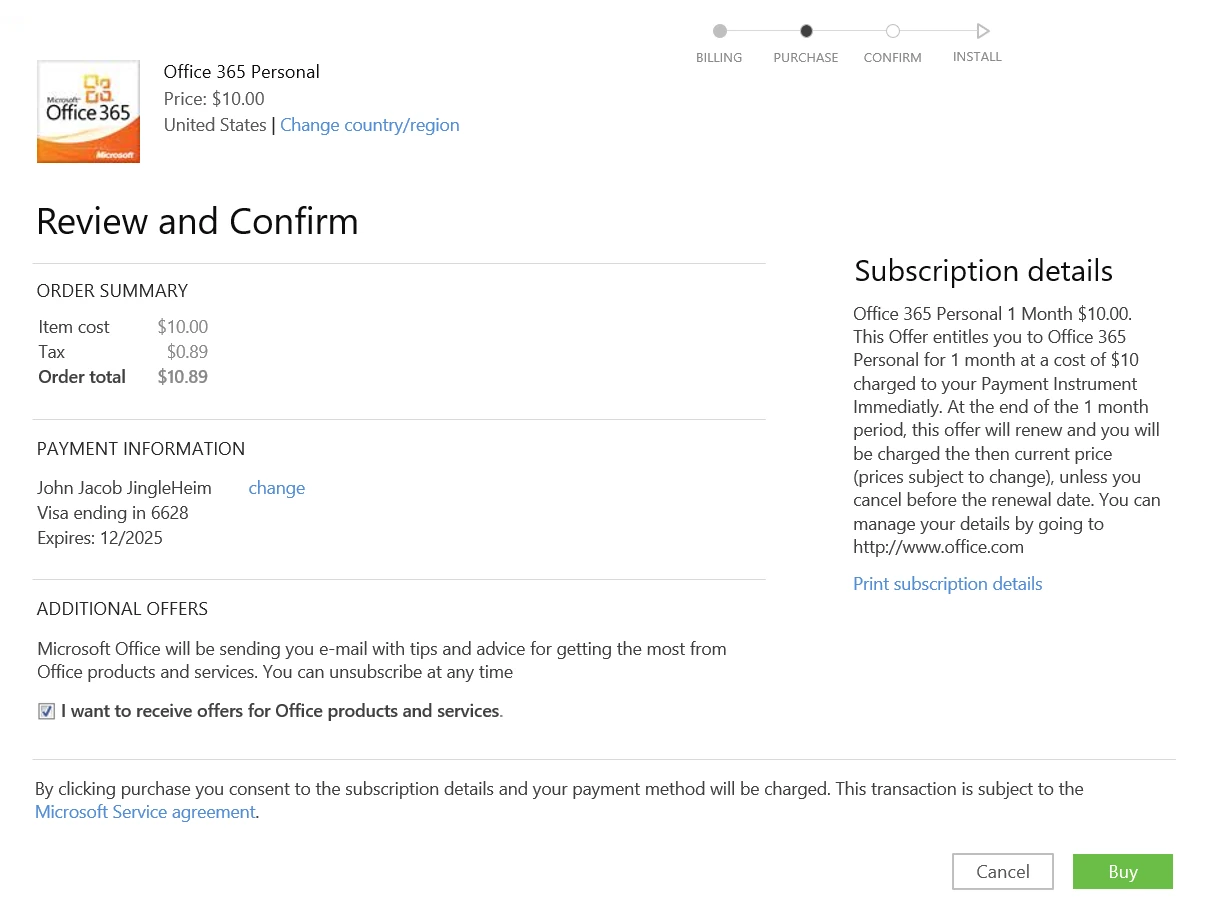 BILLING PURCHASE CONFIRM INSTALL
Microsoft
Office 365
Microsoft
Office 365 Personal
Price: $10.00
United States | Change country/region
Review and Confirm
ORDER SUMMARY
Item cost $10.00
Tax $0.89
Order total $10.89
PAYMENT INFORMATION
John Jacob JingleHeim change
Visa ending in 6628
Expires: 12/2025
ADDITIONAL OFFERS
Microsoft Office will be sending you e-mail with tips and advice for getting the most from
Office products and services. You can unsubscribe at any time
I want to receive offers for Office products and services.
Subscription details
Office 365 Personal 1 Month $10.00.
This Offer entitles you to Office 365
Personal for 1 month at a cost of $10
charged to your Payment Instrument
Immediatly. At the end of the 1 month
period, this offer will renew and you will
be charged the then current price
(prices subject to change), unless you
cancel before the renewal date. You can
manage your details by going to
http://www.office.com
Print subscription details
By clicking purchase you consent to the subscription details and your payment method will be charged. This transaction is subject to the
Microsoft Service agreement.
Cancel Buy